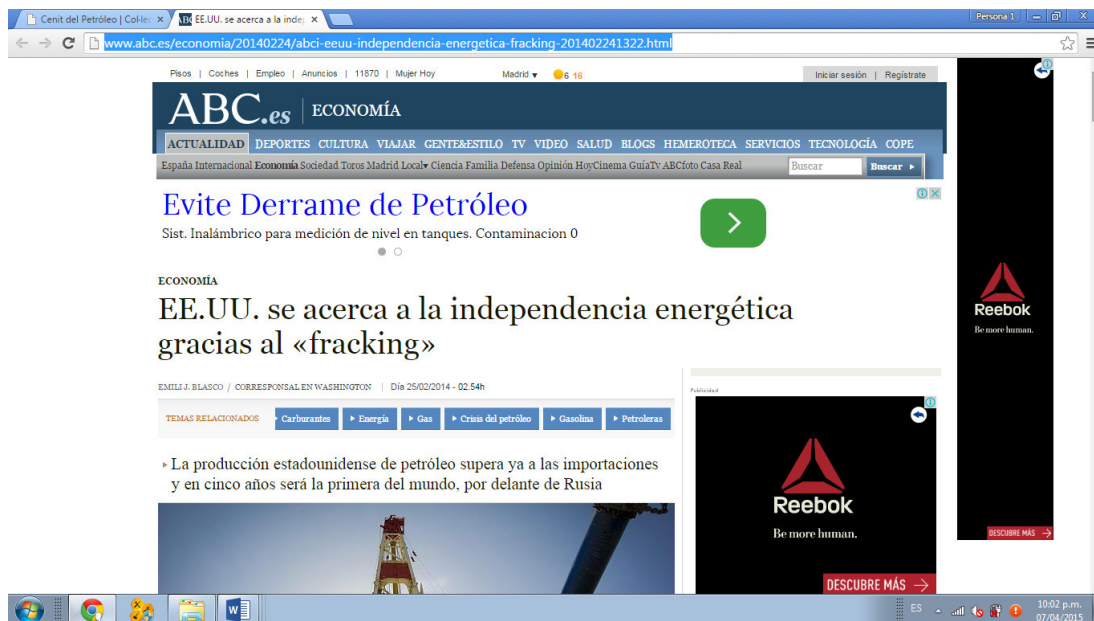 Cenit del Petróleo | Col·lec
EE.UU. se acerca a la indep
Persona 1
www.abc.es/economia/20140224/abci-eeuu-independencia-energetica-fracking-201402241322.html
Pisos | Coches | Empleo | Anuncios | 11870 | Mujer Hoy
Madrid
6 16
Iniciar sesión | Regístrate
ABC.es ECONOMÍA
ACTUALIDAD DEPORTES CULTURA VIAJAR GENTE&ESTILO TV VIDEO SALUD BLOGS HEMEROTECA SERVICIOS TECNOLOGÍA COPE
España Internacional Economía Sociedad Toros Madrid Local Ciencia Familia Defensa Opinión HoyCinema GuíaTv ABCfoto Casa Real
Buscar
Buscar
Evite Derrame de Petróleo
Sist. Inalámbrico para medición de nivel en tanques. Contaminacion 0
ECONOMÍA
EE.UU. se acerca a la independencia energética
gracias al «fracking»
EMILI J. BLASCO / CORRESPONSAL EN WASHINGTON | Día 25/02/2014 - 02.54h
TEMAS RELACIONADOS
Carburantes
Energía
Gas
Crisis del petróleo
Gasolina
Petroleras
La producción estadounidense de petróleo supera ya a las importaciones
y en cinco años será la primera del mundo, por delante de Rusia
Publicidad
Reebok
Be more human.
DESCUBRE MÁS
Reebok
Be more human.
DESCUBRE MÁS
ES
10:02 p.m.
07/04/2015